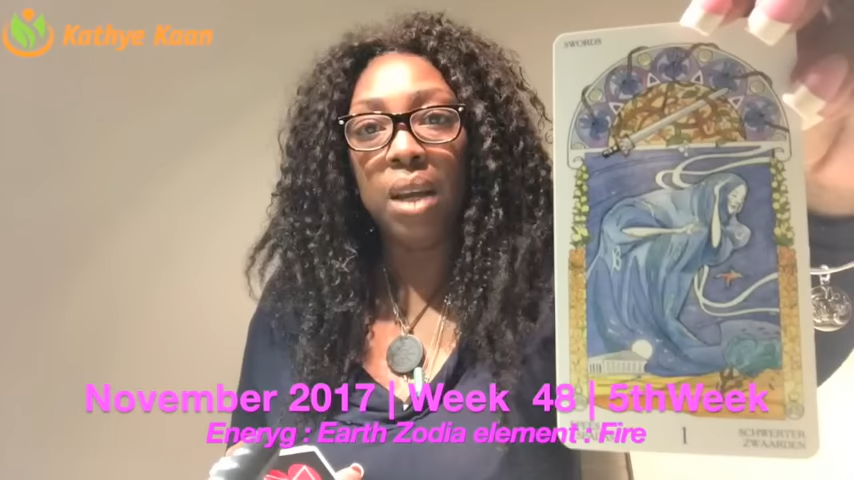 Kathye Kaan
SWORDS
November 2017 | Week 48 | 5thWeek
Eneryg : Earth Zodia element : Fire
1
SCHWERTER
ZWAARDEN